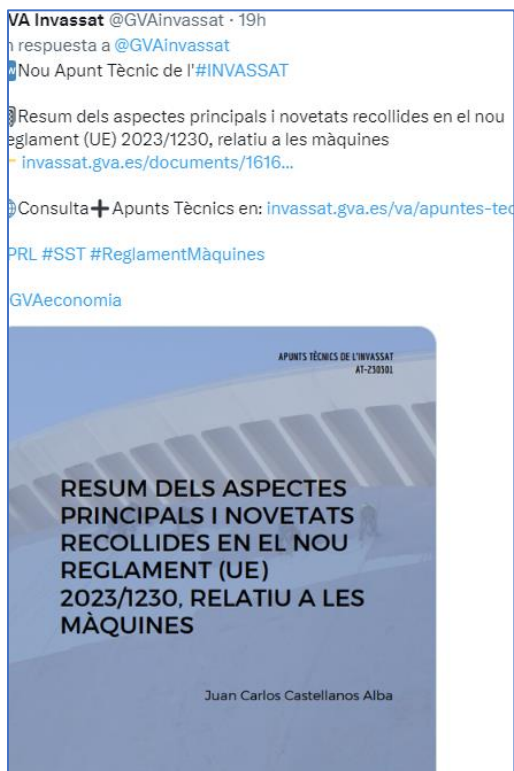 VA Invassat @GVAinvassat · 19h
respuesta a @GVAinvassat
Nou Apunt Tècnic de l'#INVASSAT
Resum dels aspectes principals i novetats recollides en el nou
eglament (UE) 2023/1230, relatiu a les màquines
invassat.gva.es/documents/1616...
Consulta➕Apunts Tècnics en: invassat.gva.es/va/apuntes-tec
PRL #SST #ReglamentMàquines
GVAeconomia
APUNTS TÈCNICS DE L'INVASSAT
AT-230301
RESUM DELS ASPECTES
PRINCIPALS I NOVETATS
RECOLLIDES EN EL NOU
REGLAMENT (UE)
2023/1230, RELATIU A LES
MÀQUINES
Juan Carlos Castellanos Alba